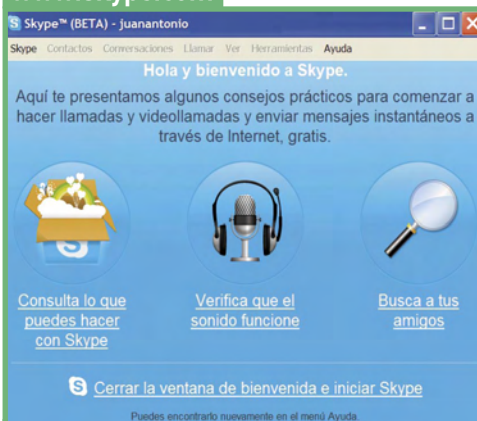 Skype™ (BETA) - juanantonio
Skype Contactos Conversaciones Llamar Ver Herramientas Ayuda
Hola y bienvenido a Skype.
Aquí te presentamos algunos consejos prácticos para comenzar a
hacer llamadas y videollamadas y enviar mensajes instantáneos a
través de Internet, gratis.
Consulta lo que
puedes hacer
con Skype
Verifica que el
sonido funcione
Busca a tus
amigos
Cerrar la ventana de bienvenida e iniciar Skype
Puedes encontrarlo nuevamente en el menú Ayuda.